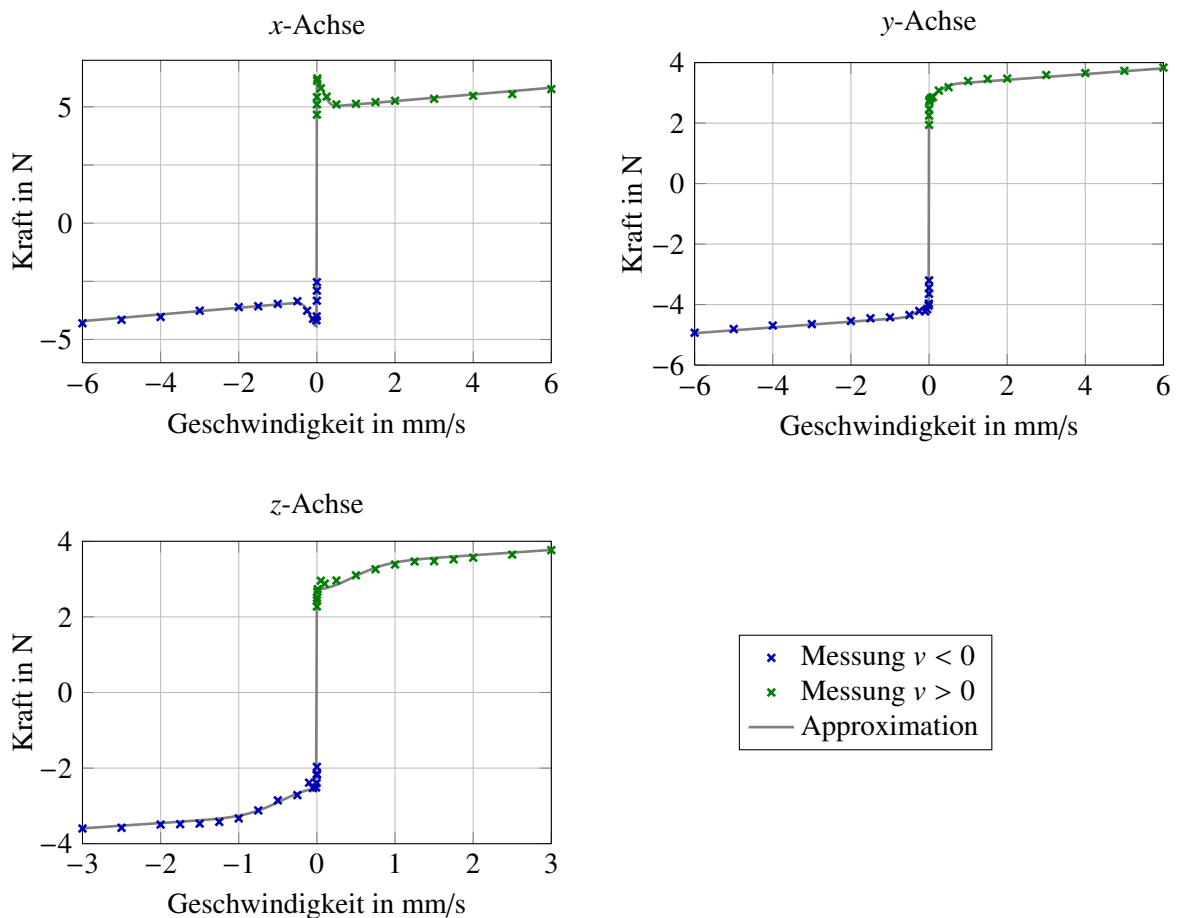 x-Achse
5
0
−5
−6 −4 −2 0 2 4 6
Kraft in N
Geschwindigkeit in mm/s
y-Achse
4
2
0
−2
−4
−6
−6 −4 −2 0 2 4 6
Kraft in N
Geschwindigkeit in mm/s
z-Achse
4
2
0
−2
−4
−3 −2 −1 0 1 2 3
Kraft in N
Geschwindigkeit in mm/s
Messung v < 0
Messung v > 0
Approximation